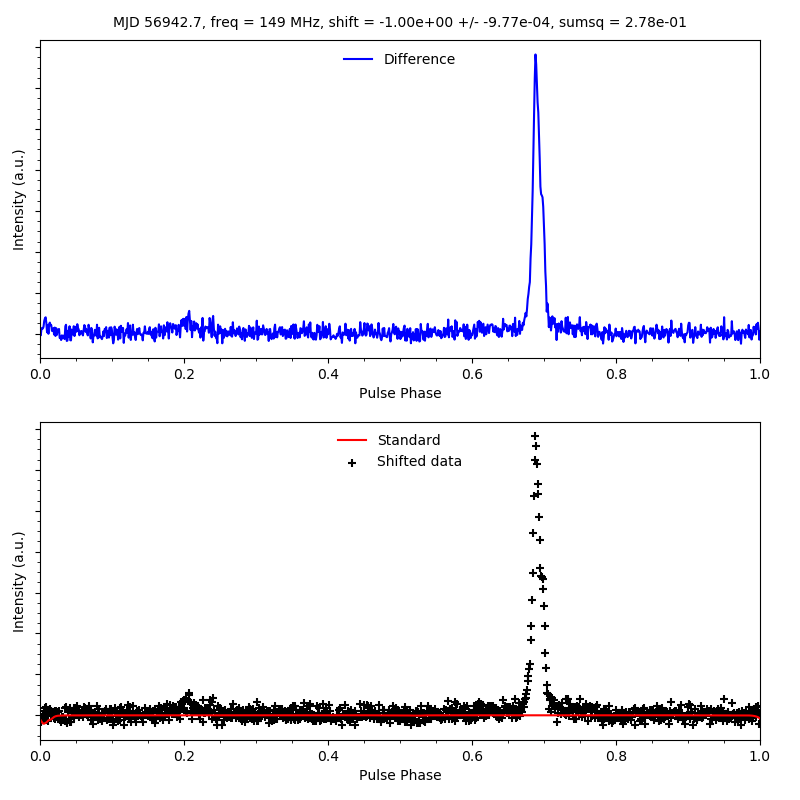 MJD 56942.7, freq = 149 MHz, shift = -1.00e+00 +/- -9.77e-04, sumsq = 2.78e-01
Difference
Intensity (a.u.)
0.0 0.2 0.4 0.6 0.8 1.0
Pulse Phase
Standard
Shifted data
Intensity (a.u.)
0.0 0.2 0.4 0.6 0.8 1.0
Pulse Phase